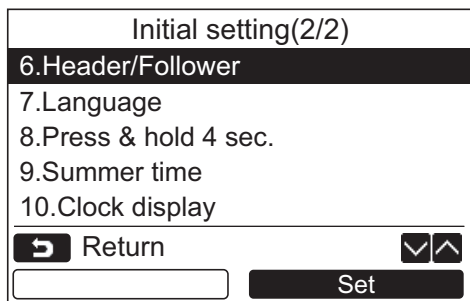 Initial setting(2/2)
6.Header/Follower
7.Language
8.Press & hold 4 sec.
9.Summer time
10.Clock display
Return
Set